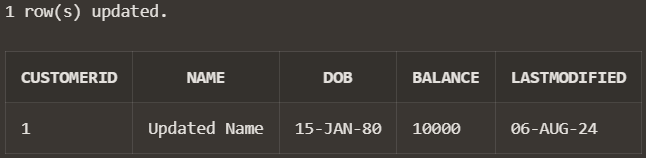 1 row(s) updated.
CUSTOMERID NAME DOB BALANCE LASTMODIFIED
1 Updated Name 15-JAN-80 10000 06-AUG-24